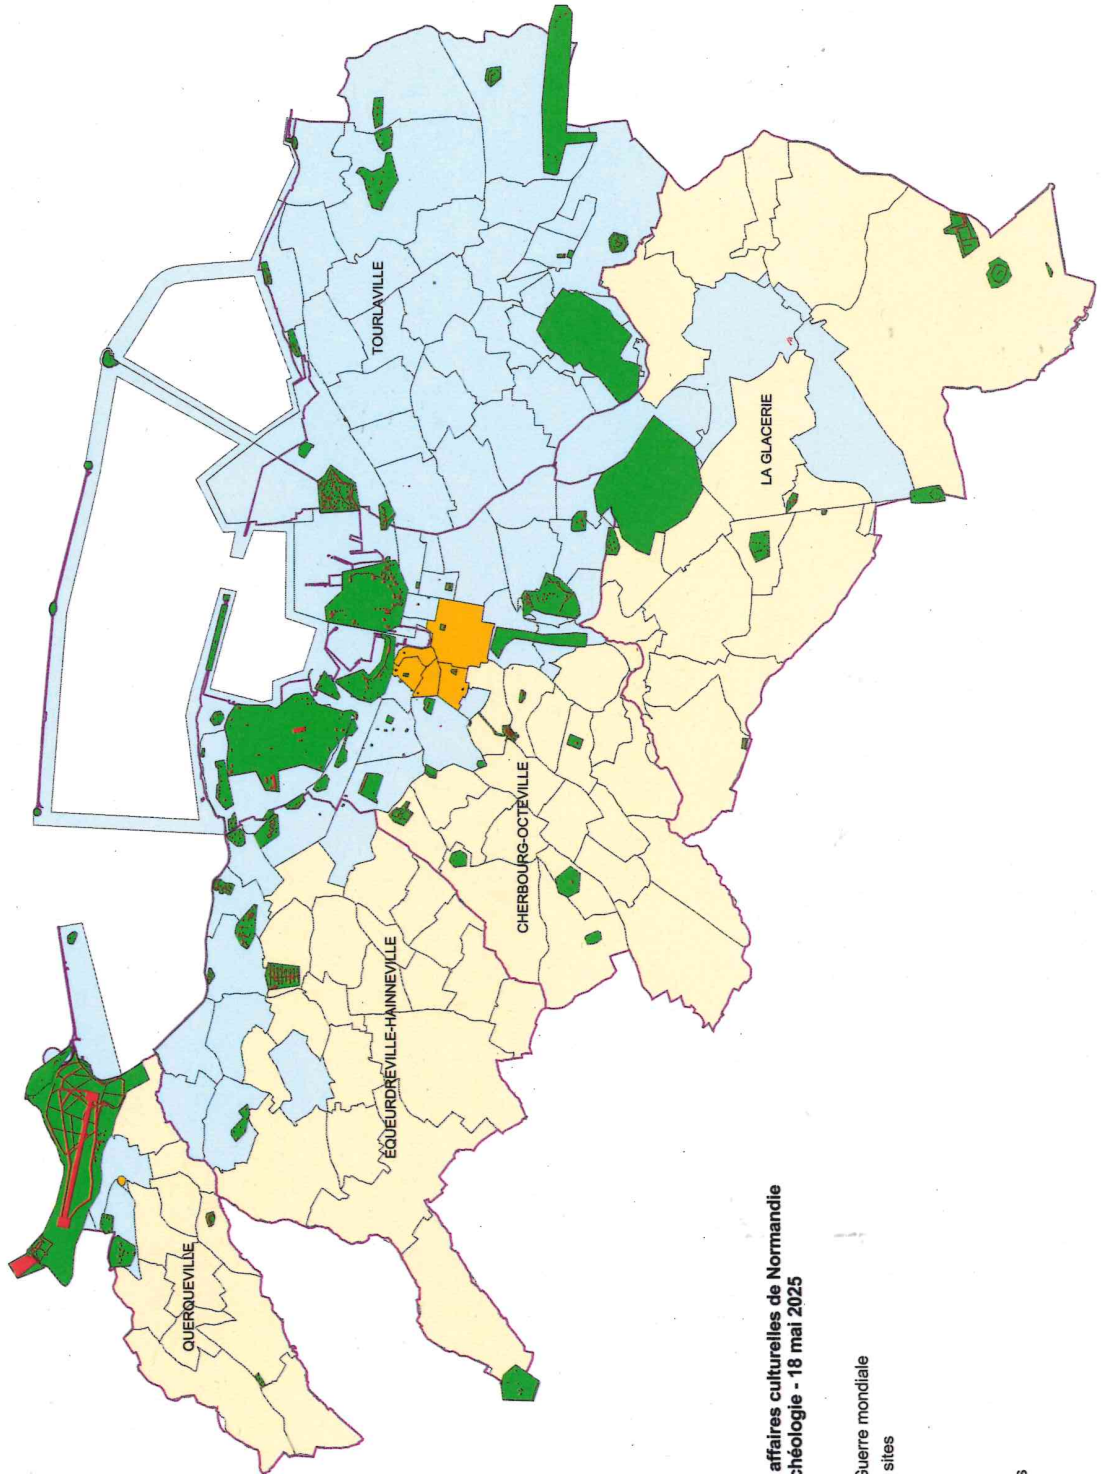 TOURLAVILLE
LA GLACERIE
CHERBOURG-OCTEVILLE
EQUEURDREVILLE-HAINNEVILLE
QUERQUEVILLE
affaires culturelles de Normandie
chéologie - 18 mai 2025
Guerre mondiale
sites
s